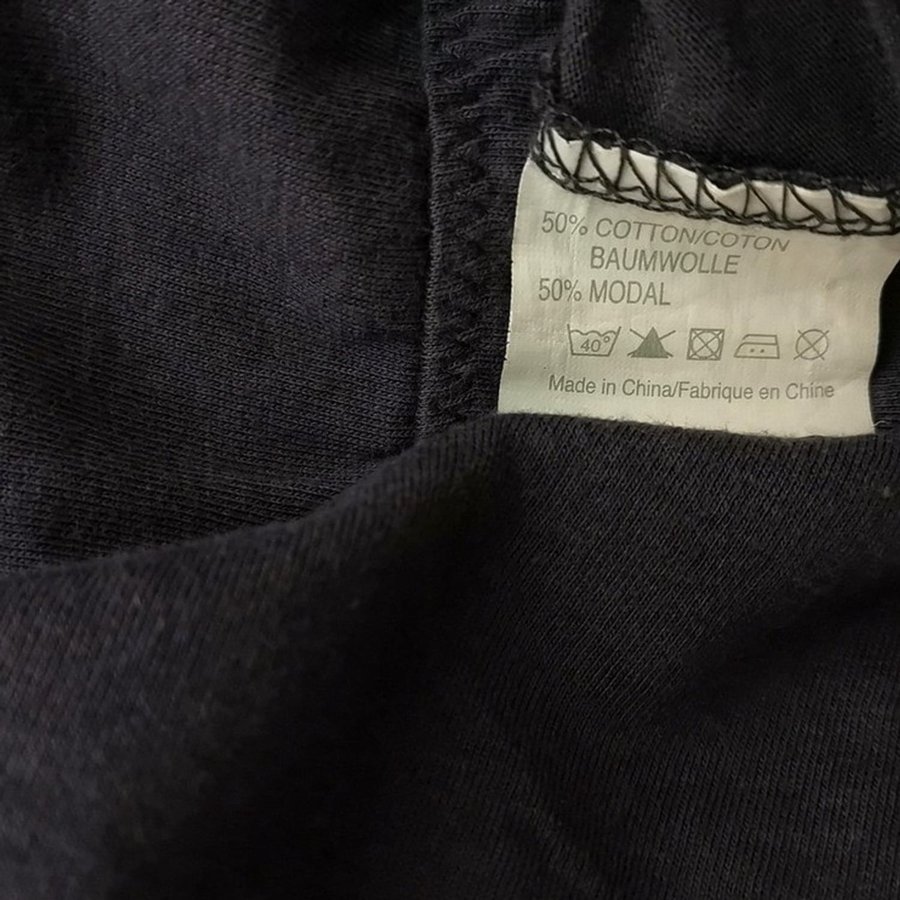 50% COTTON/COTON
BAUMWOLLE
50% MODAL
40°
Made in China/Fabrique en Chine